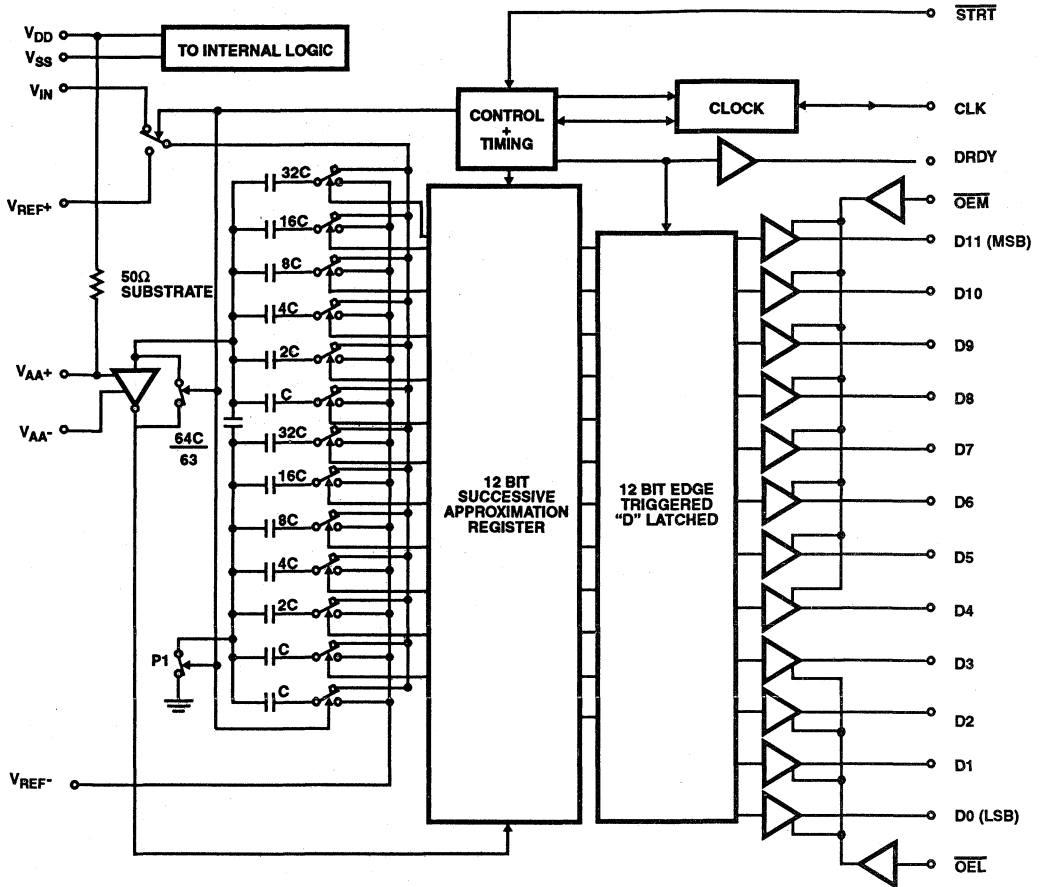 STRT
VDD
VSS
TO INTERNAL LOGIC
VIN
CONTROL
+
TIMING
CLOCK
CLK
DRDY
VREF+
OEM
50Ω
SUBSTRATE
32C
16C
8C
4C
2C
C
32C
16C
8C
4C
2C
C
C
VAA+
VAA-
64C
63
P1
VREF-
12 BIT
SUCCESSIVE
APPROXIMATION
REGISTER
12 BIT EDGE
TRIGGERED
“D” LATCHED
D11 (MSB)
D10
D9
D8
D7
D6
D5
D4
D3
D2
D1
D0 (LSB)
OEL